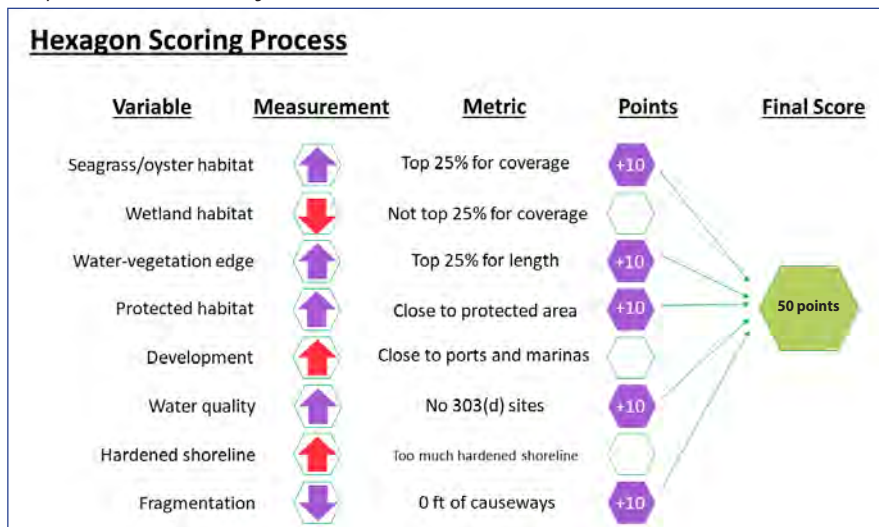 Hexagon Scoring Process
Variable Measurement Metric Points Final Score
Seagrass/oyster habitat Top 25% for coverage +10
Wetland habitat Not top 25% for coverage
Water-vegetation edge Top 25% for length +10
Protected habitat Close to protected area +10
50 points
Development Close to ports and marinas
Water quality No 303(d) sites +10
Hardened shoreline Too much hardened shoreline
Fragmentation 0 ft of causeways +10